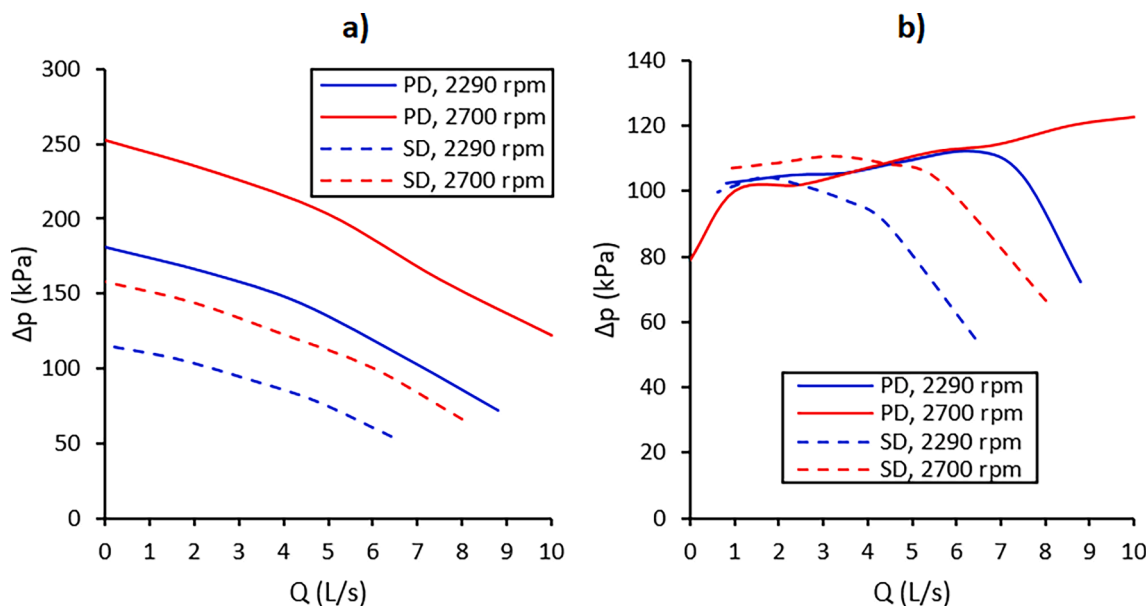 a)
300
250
200
150
100
50
0
Δp (kPa)
PD, 2290 rpm
PD, 2700 rpm
SD, 2290 rpm
SD, 2700 rpm
0 1 2 3 4 5 6 7 8 9 10
Q (L/s)
b)
140
120
100
80
60
40
20
0
Δp (kPa)
PD, 2290 rpm
PD, 2700 rpm
SD, 2290 rpm
SD, 2700 rpm
0 1 2 3 4 5 6 7 8 9 10
Q (L/s)